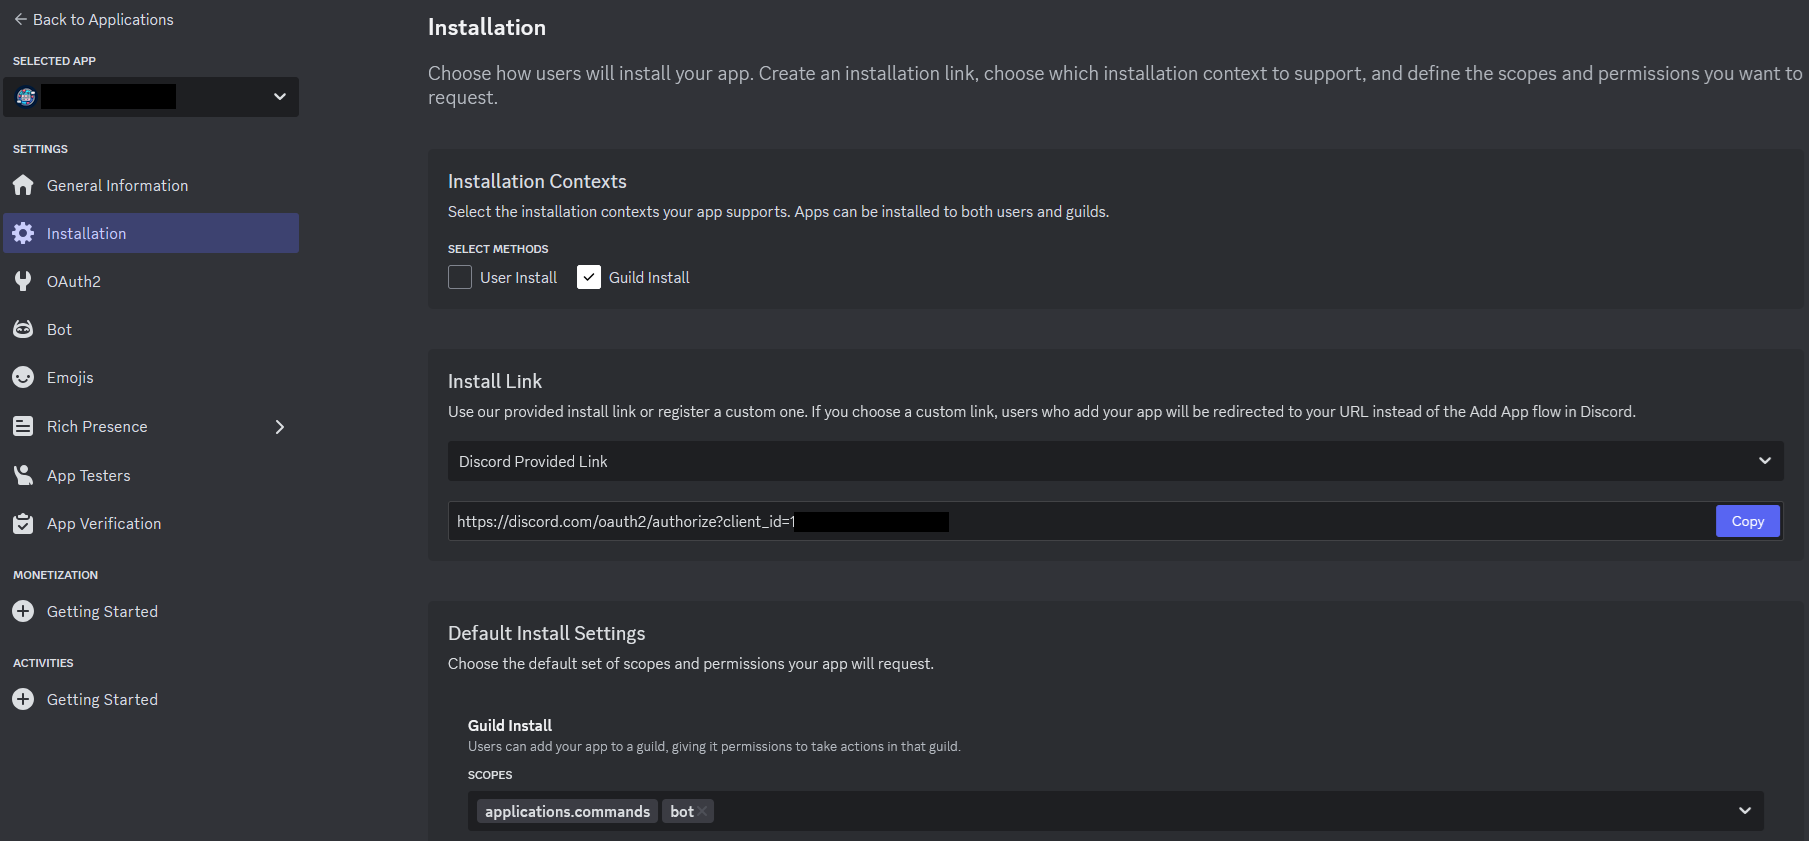 Back to Applications
SELECTED APP
SETTINGS
General Information
Installation
OAuth2
Bot
Emojis
Rich Presence
App Testers
App Verification
MONETIZATION
Getting Started
ACTIVITIES
Getting Started
Installation
Choose how users will install your app. Create an installation link, choose which installation context to support, and define the scopes and permissions you want to
request.
Installation Contexts
Select the installation contexts your app supports. Apps can be installed to both users and guilds.
SELECT METHODS
User Install Guild Install
Install Link
Use our provided install link or register a custom one. If you choose a custom link, users who add your app will be redirected to your URL instead of the Add App flow in Discord.
Discord Provided Link
https://discord.com/oauth2/authorize?client_id=1 Copy
Default Install Settings
Choose the default set of scopes and permissions your app will request.
Guild Install
Users can add your app to a guild, giving it permissions to take actions in that guild.
SCOPES
applications.commands bot